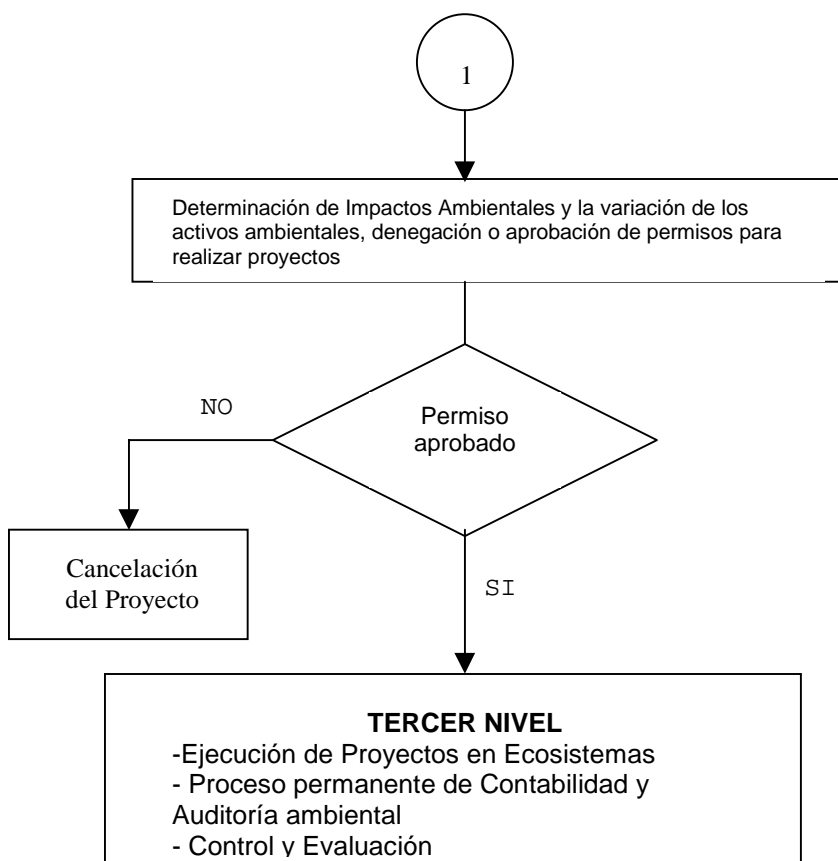 1
Determinación de Impactos Ambientales y la variación de los
activos ambientales, denegación o aprobación de permisos para
realizar proyectos
NO
Permiso
aprobado
Cancelación
del Proyecto
SI
TERCER NIVEL
-Ejecución de Proyectos en Ecosistemas
- Proceso permanente de Contabilidad y
Auditoría ambiental
- Control y Evaluación